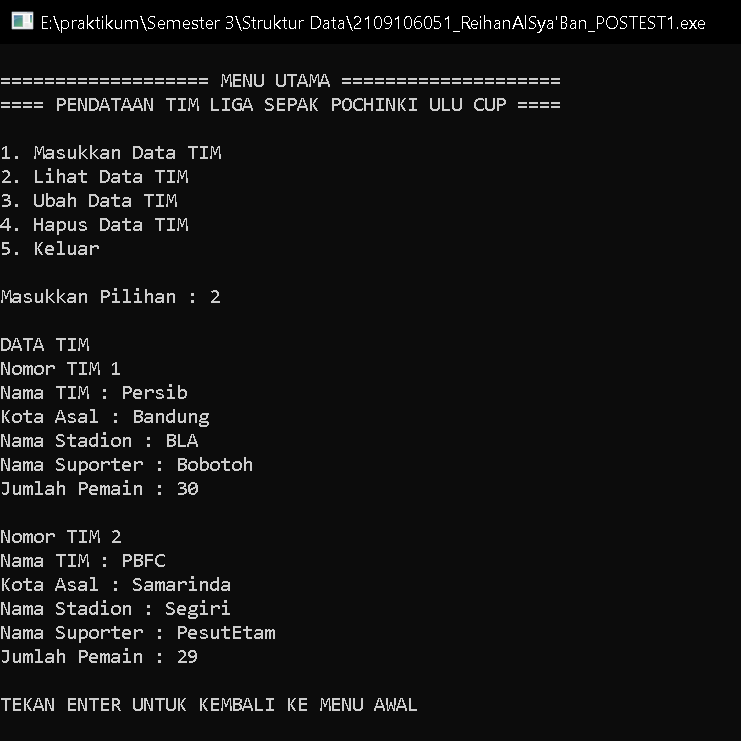 E:\praktikum\Semester 3\Struktur Data\2109106051_ReihanAlSya'Ban_POSTEST1.exe
=================== MENU UTAMA ====================
==== PENDATAAN TIM LIGA SEPAK POCHINKI ULU CUP ====
1. Masukkan Data TIM
2. Lihat Data TIM
3. Ubah Data TIM
4. Hapus Data TIM
5. Keluar
Masukkan Pilihan : 2
DATA TIM
Nomor TIM 1
Nama TIM : Persib
Kota Asal : Bandung
Nama Stadion : BLA
Nama Suporter : Bobotoh
Jumlah Pemain : 30
Nomor TIM 2
Nama TIM : PBFC
Kota Asal : Samarinda
Nama Stadion : Segiri
Nama Suporter : PesutEtam
Jumlah Pemain : 29
TEKAN ENTER UNTUK KEMBALI KE MENU AWAL